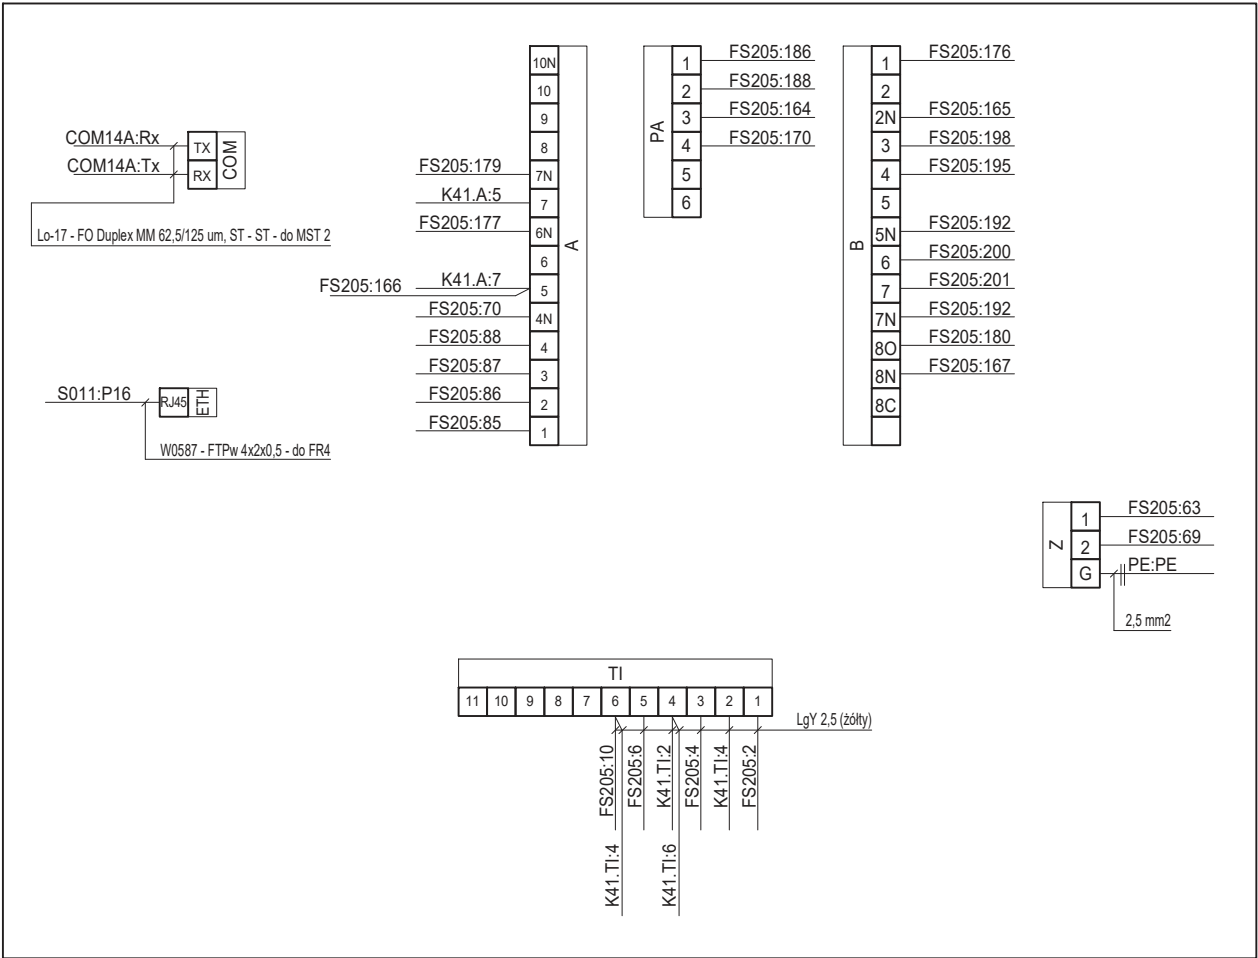 COM14A:Rx TX
COM14A:Tx RX
COM
Lo-17 - FO Duplex MM 62,5/125 um, ST - ST - do MST 2
S011:P16 RJ45
ETH
W0587 - FTPw 4x2x0,5 - do FR4
A
10N
10
9
8
FS205:179 7N
K41.A:5 7
FS205:177 6N
6
FS205:166 K41.A:7 5
FS205:70 4N
FS205:88 4
FS205:87 3
FS205:86 2
FS205:85 1
PA
1 FS205:186
2 FS205:188
3 FS205:164
4 FS205:170
5
6
B
1 FS205:176
2
2N FS205:165
3 FS205:198
4 FS205:195
5
5N FS205:192
6 FS205:200
7 FS205:201
7N FS205:192
8O FS205:180
8N FS205:167
8C
Z
1 FS205:63
2 FS205:69
G PE:PE
2,5 mm2
TI
11 10 9 8 7 6 5 4 3 2 1
LgY 2,5 (żółty)
FS205:10
K41.TI:4
FS205:6
K41.TI:2
K41.TI:6
FS205:4
K41.TI:4
FS205:2